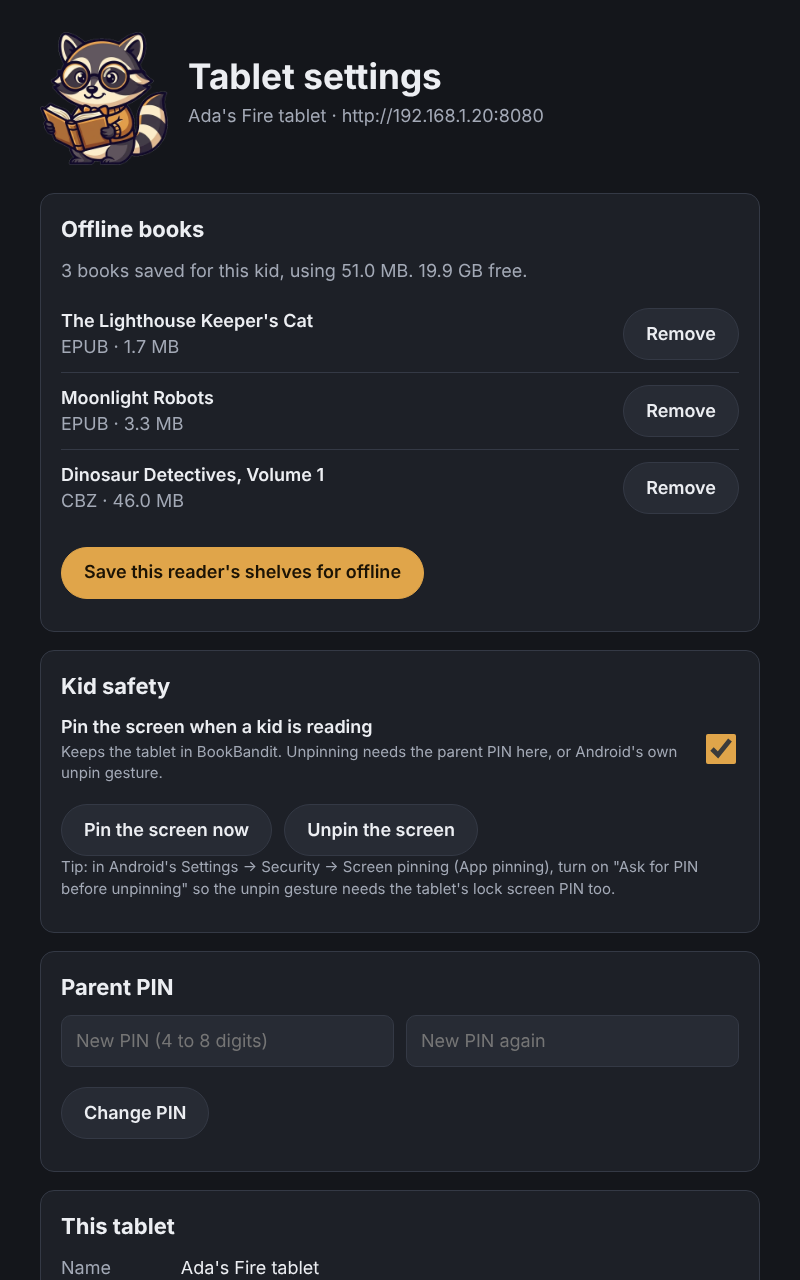 Tablet settings
Ada's Fire tablet · http://192.168.1.20:8080
Offline books
3 books saved for this kid, using 51.0 MB. 19.9 GB free.
The Lighthouse Keeper's Cat
EPUB · 1.7 MB
Remove
Moonlight Robots
EPUB · 3.3 MB
Remove
Dinosaur Detectives, Volume 1
CBZ · 46.0 MB
Remove
Save this reader's shelves for offline
Kid safety
Pin the screen when a kid is reading
Keeps the tablet in BookBandit. Unpinning needs the parent PIN here, or Android's own
unpin gesture.
Pin the screen now
Unpin the screen
Tip: in Android's Settings → Security → Screen pinning (App pinning), turn on "Ask for PIN
before unpinning" so the unpin gesture needs the tablet's lock screen PIN too.
Parent PIN
New PIN (4 to 8 digits)
New PIN again
Change PIN
This tablet
Name Ada's Fire tablet